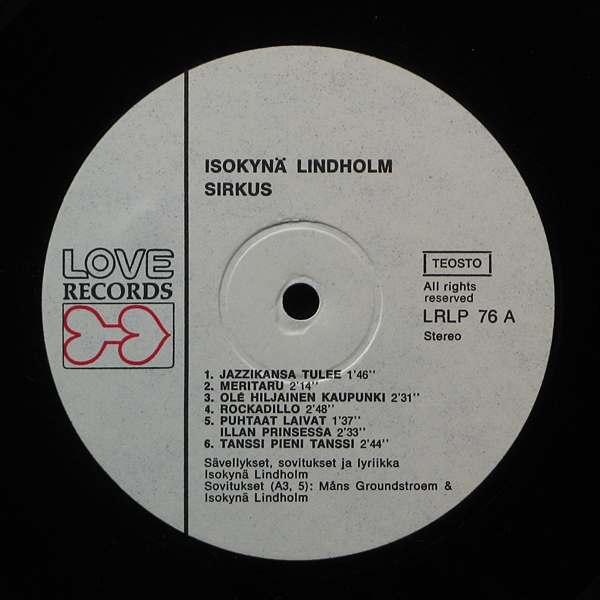 ISOKYNÄ LINDHOLM
SIRKUS
LOVE
RECORDS
TEOSTO
All rights
reserved
LRLP 76 A
Stereo
1. JAZZIKANSA TULEE 1'46''
2. MERITARU 2'14''
3. OLÉ HILJAINEN KAUPUNKI 2'31''
4. ROCKADILLO 2'48''
5. PUHTAAT LAIVAT 1'37''
ILLAN PRINSESSA 2'33''
6. TANSSI PIENI TANSSI 2'44''
Sävellykset, sovitukset ja lyriikka
Isokynä Lindholm
Sovitukset (A3, 5): Måns Groundstroem &
Isokynä Lindholm